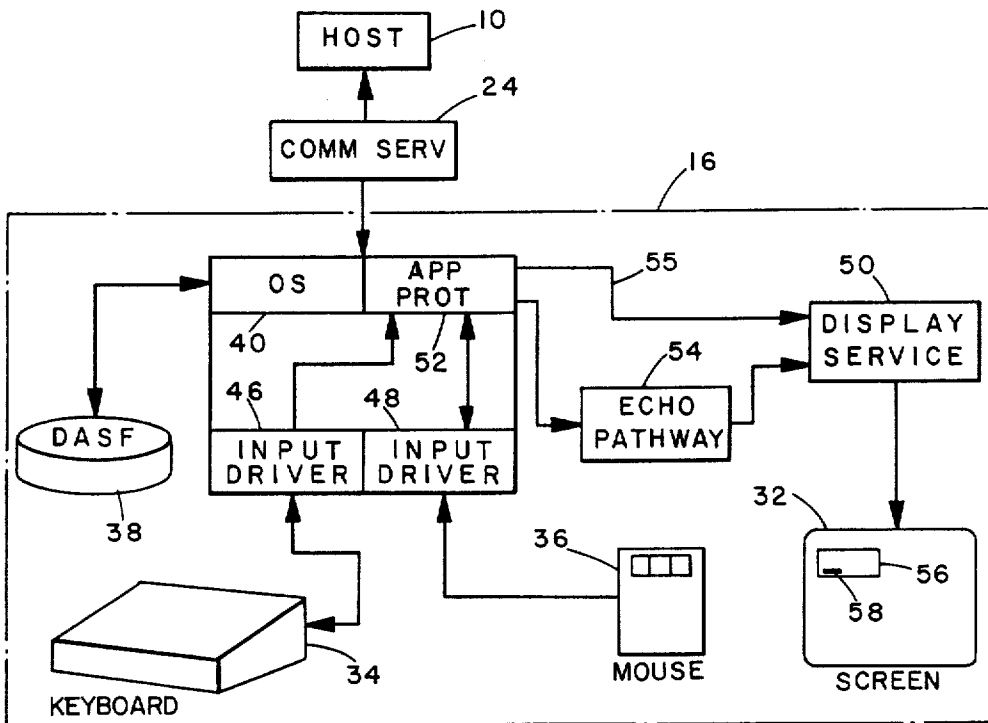 HOST
10
24
COMM SERV
16
OS
APP
PROT
55
50
DISPLAY
SERVICE
40
52
54
46
48
ECHO
PATHWAY
DASF
INPUT
DRIVER
INPUT
DRIVER
38
36
32
56
58
34
MOUSE
SCREEN
KEYBOARD